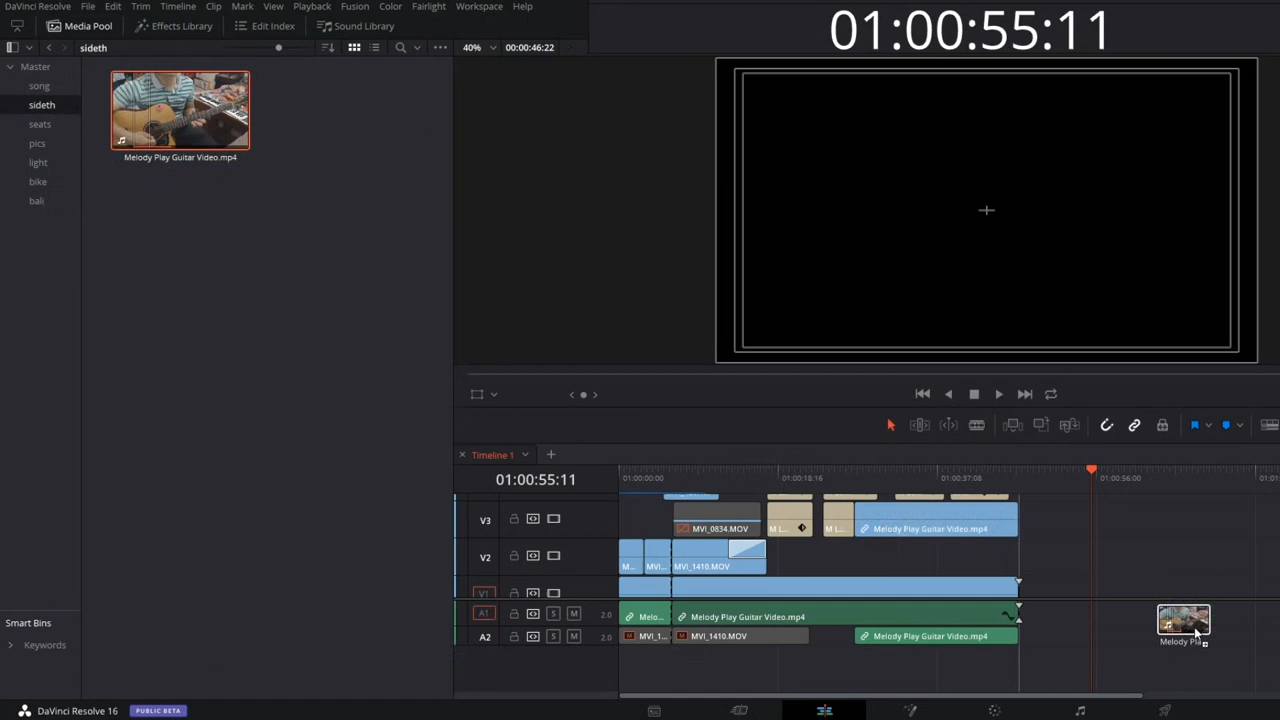 DaVinci Resolve File Edit Trim Timeline Clip Mark View Playback Fusion Color Fairlight Workspace Help
Media Pool Effects Library Edit Index Sound Library
01:00:55:11
sideth
40% 00:00:46:22
Master
song
sideth
seats
pics
light
bike
bali
Melody Play Guitar Video.mp4
Timeline 1
01:00:55:11
01:00:00:00 01:00:18:16 01:00:37:08 01:00:56:00 01:0
V3 MVI_0834.MOV M L... M L... Melody Play Guitar Video.mp4
V2 M... MVI... MVI_1410.MOV
V1
A1 S M 2.0 Melo... Melody Play Guitar Video.mp4
A2 S M 2.0 MVI_1... MVI_1410.MOV Melody Play Guitar Video.mp4
Melody Pla
Smart Bins
Keywords
DaVinci Resolve 16 PUBLIC BETA